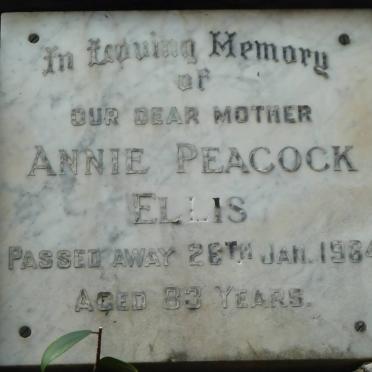 In Loving Memory
of
OUR DEAR MOTHER
ANNIE PEACOCK
ELLIS
PASSED AWAY 26TH JAN. 1964
AGED 83 YEARS.